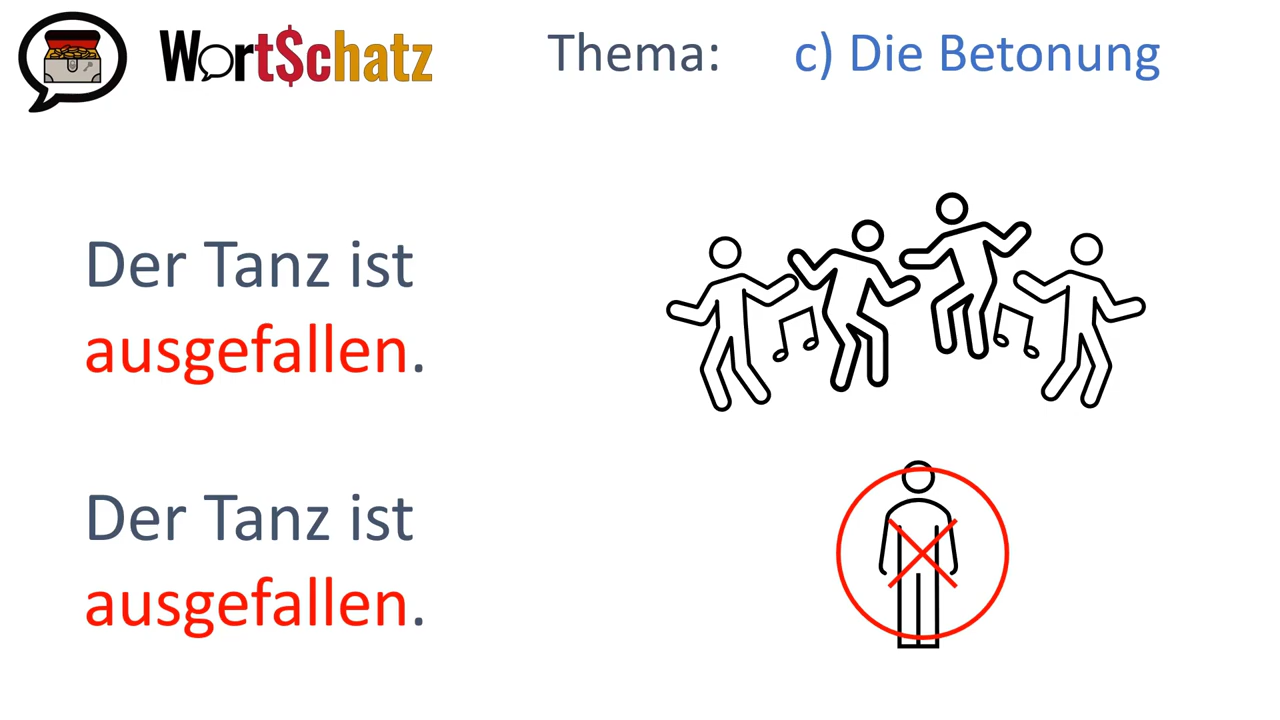 WortSchatz
Thema: c) Die Betonung
Der Tanz ist
ausgefallen.
Der Tanz ist
ausgefallen.